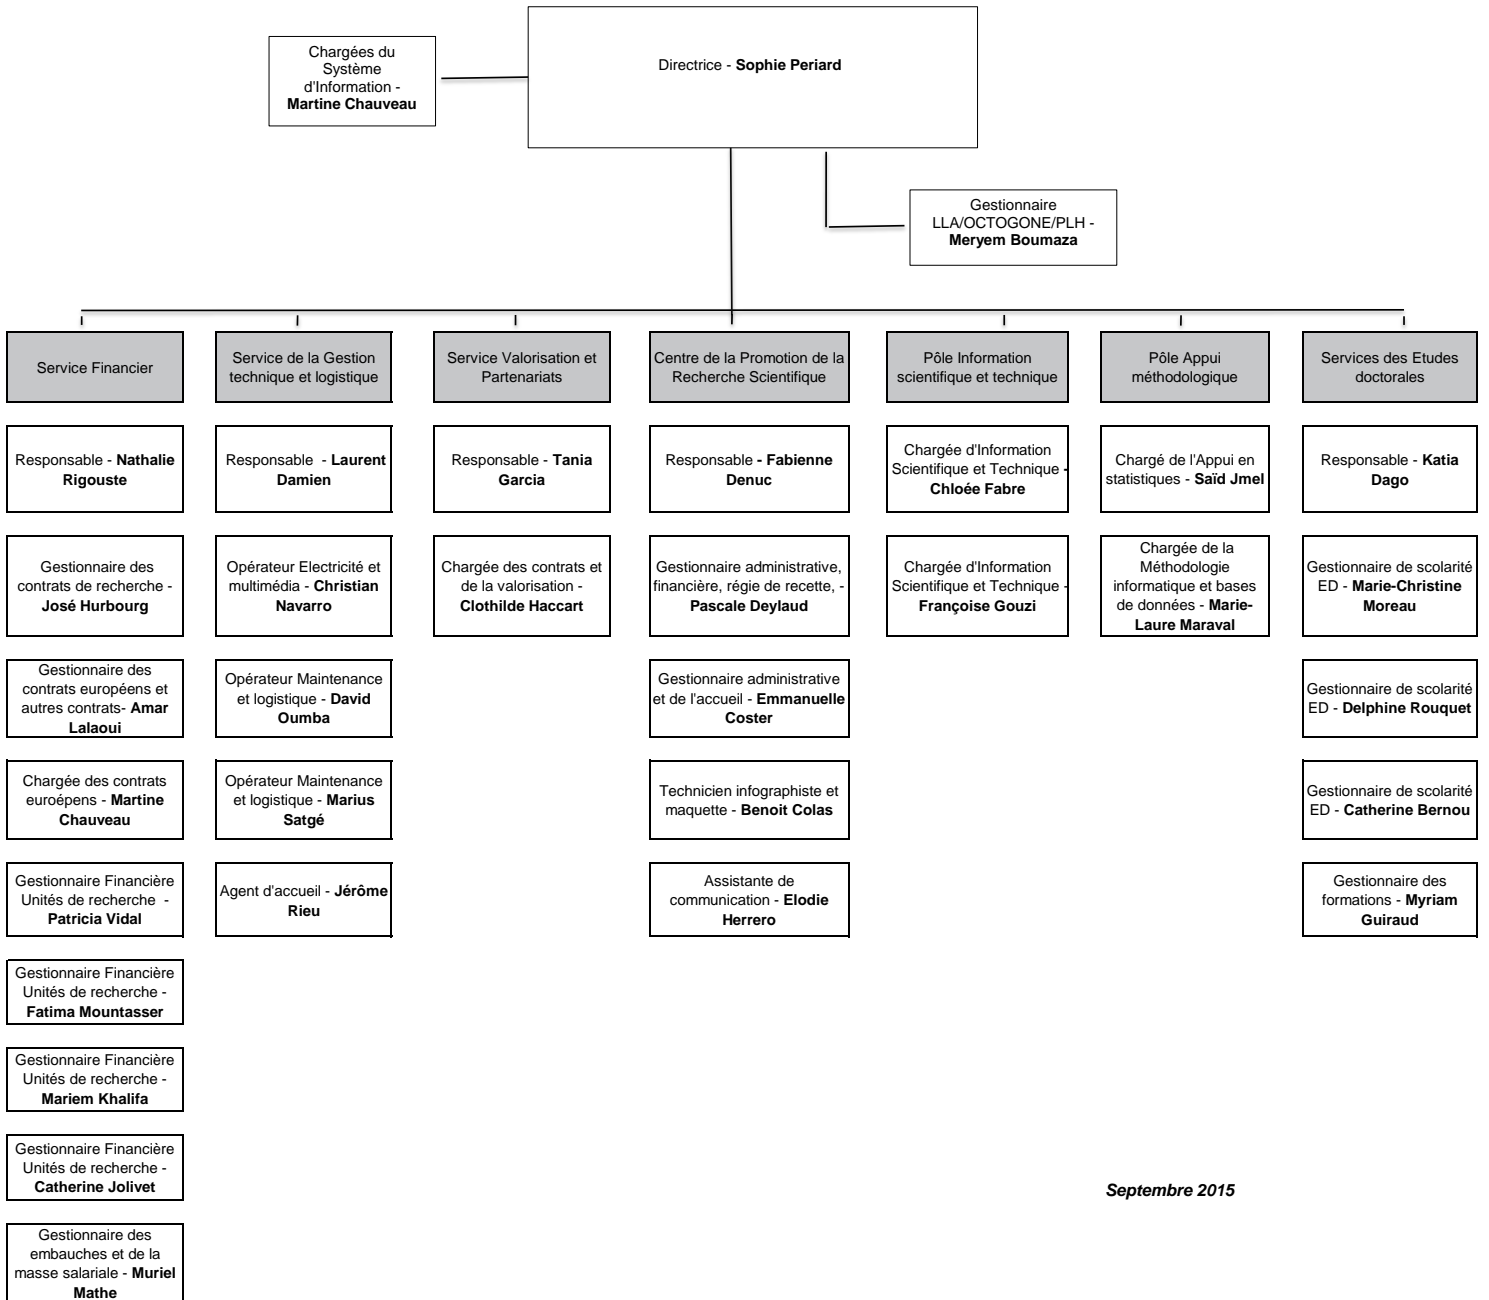 Chargées du
Système
d'Information -
Martine Chauveau
Directrice - Sophie Periard
Gestionnaire
LLA/OCTOGONE/PLH -
Meryem Boumaza
Service Financier
Service de la Gestion
technique et logistique
Service Valorisation et
Partenariats
Centre de la Promotion de la
Recherche Scientifique
Pôle Information
scientifique et technique
Pôle Appui
méthodologique
Services des Etudes
doctorales
Responsable - Nathalie
Rigouste
Responsable - Laurent
Damien
Responsable - Tania
Garcia
Responsable - Fabienne
Denuc
Chargée d'Information
Scientifique et Technique -
Chloée Fabre
Chargé de l'Appui en
statistiques - Saïd Jmel
Responsable - Katia
Dago
Gestionnaire des
contrats de recherche -
José Hurbourg
Opérateur Electricité et
multimédia - Christian
Navarro
Chargée des contrats et
de la valorisation -
Clothilde Haccart
Gestionnaire administrative,
financière, régie de recette, -
Pascale Deylaud
Chargée d'Information
Scientifique et Technique -
Françoise Gouzi
Chargée de la
Méthodologie
informatique et bases
de données - Marie-
Laure Maraval
Gestionnaire de scolarité
ED - Marie-Christine
Moreau
Gestionnaire des
contrats européens et
autres contrats- Amar
Lalaoui
Opérateur Maintenance
et logistique - David
Oumba
Gestionnaire administrative
et de l'accueil - Emmanuelle
Coster
Gestionnaire de scolarité
ED - Delphine Rouquet
Chargée des contrats
euroépens - Martine
Chauveau
Opérateur Maintenance
et logistique - Marius
Satgé
Technicien infographiste et
maquette - Benoit Colas
Gestionnaire de scolarité
ED - Catherine Bernou
Gestionnaire Financière
Unités de recherche -
Patricia Vidal
Agent d'accueil - Jérôme
Rieu
Assistante de
communication - Elodie
Herrero
Gestionnaire des
formations - Myriam
Guiraud
Gestionnaire Financière
Unités de recherche -
Fatima Mountasser
Gestionnaire Financière
Unités de recherche -
Mariem Khalifa
Gestionnaire Financière
Unités de recherche -
Catherine Jolivet
Septembre 2015
Gestionnaire des
embauches et de la
masse salariale - Muriel
Mathe